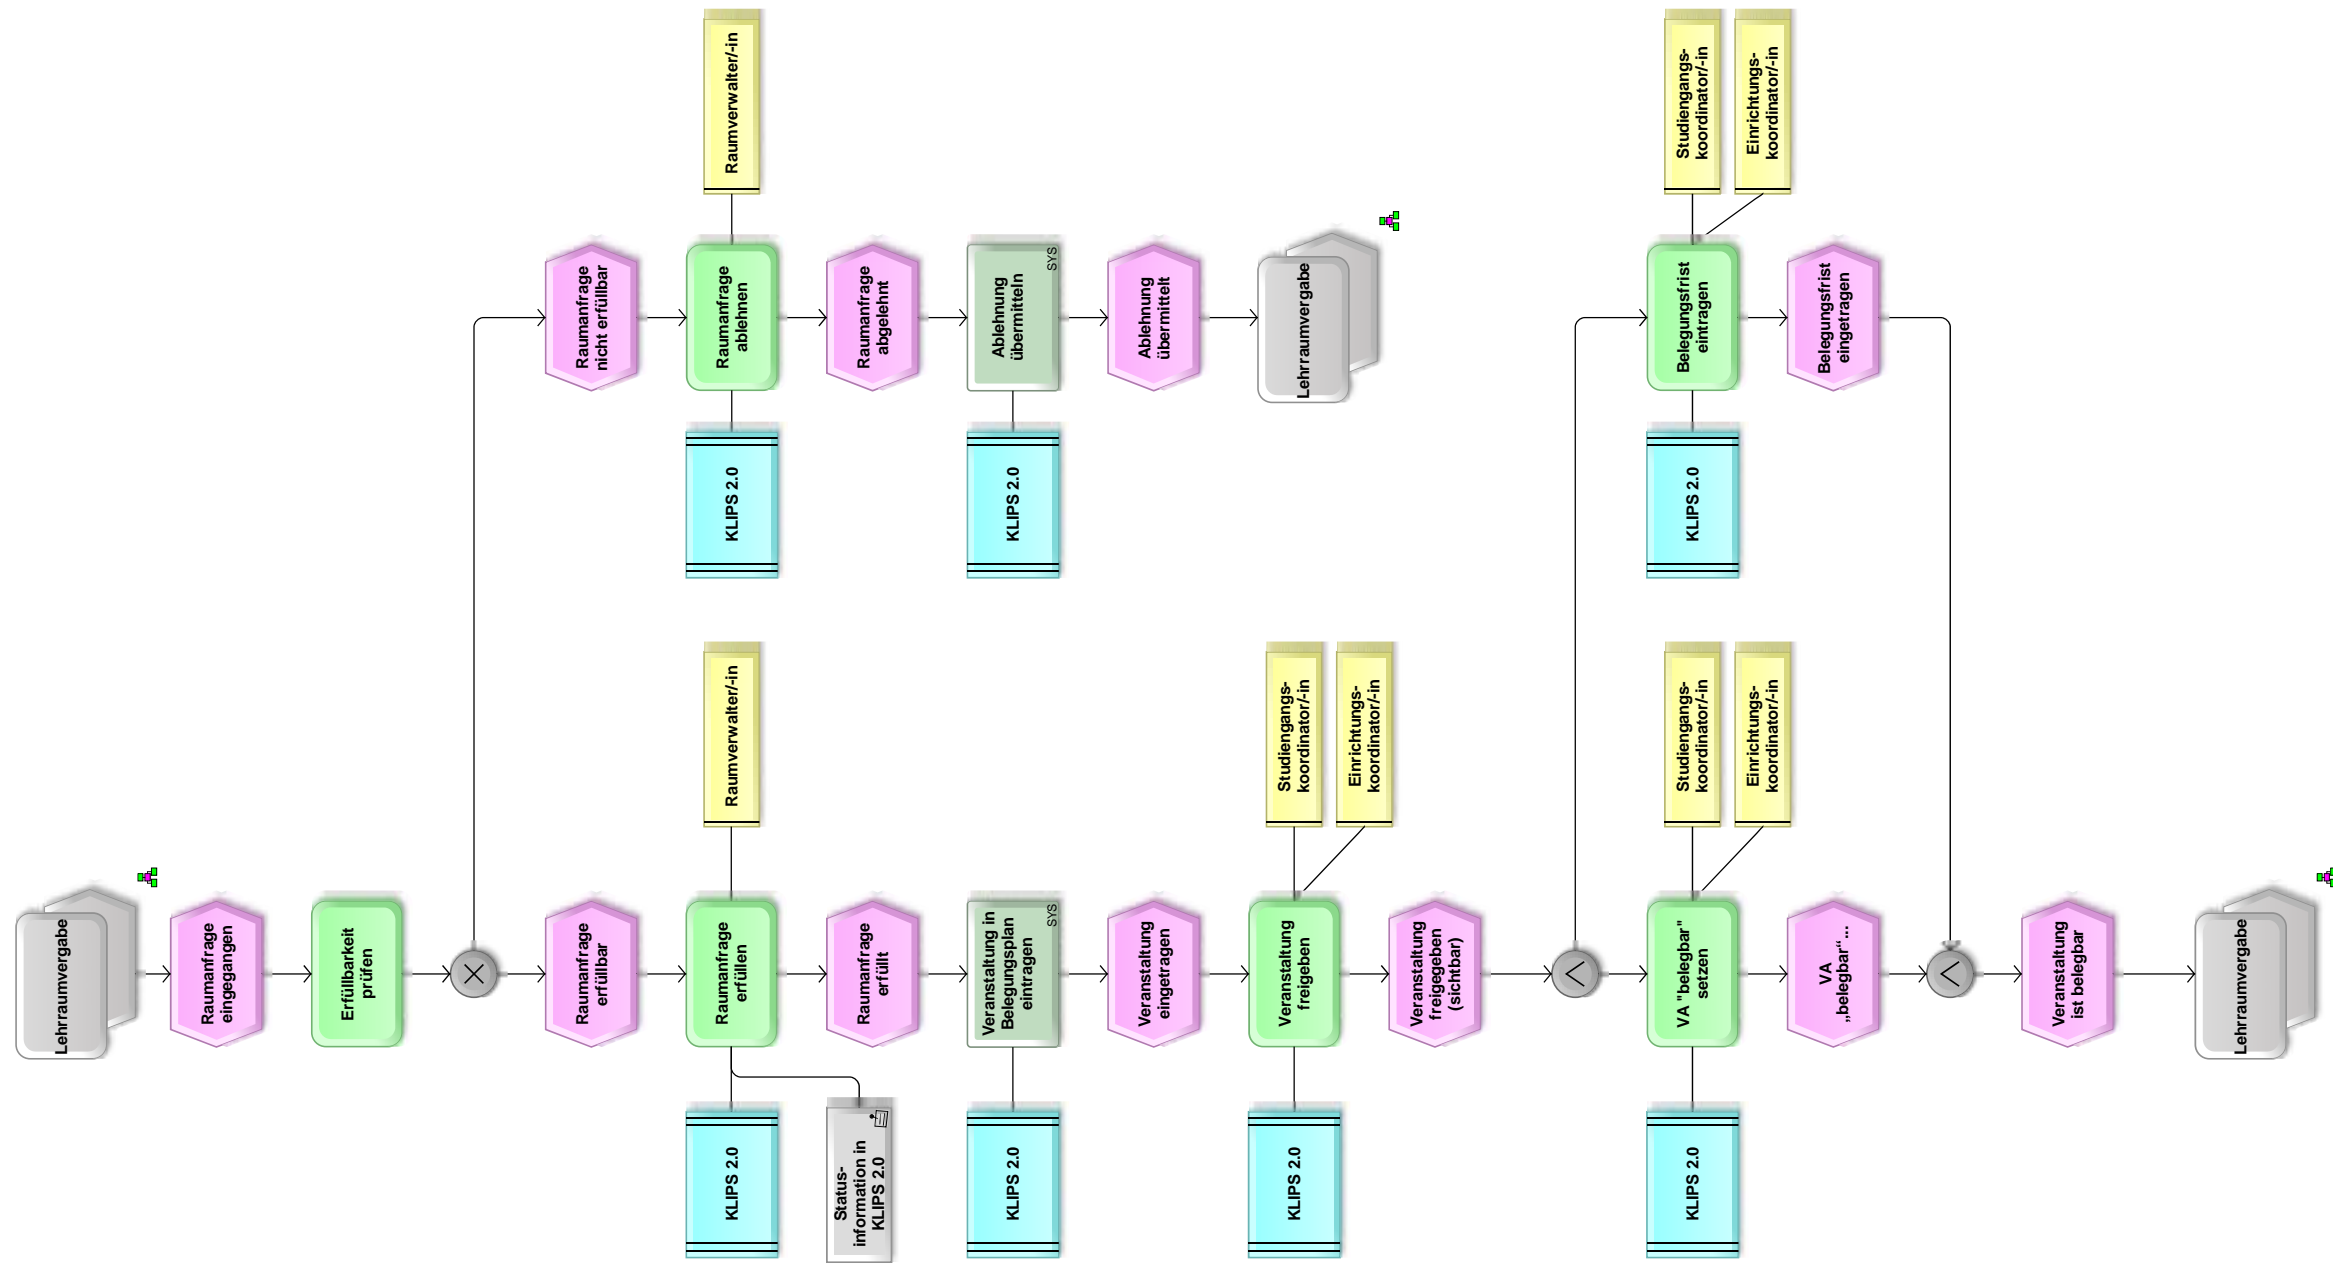 Lehrraumvergabe
Raumanfrage
eingegangen
Erfüllbarkeit
prüfen
Raumanfrage
nicht erfüllbar
Raumverwalter/-in
Raumanfrage
ablehnen
KLIPS 2.0
Raumanfrage
abgelehnt
Ablehnung
übermitteln
SYS
KLIPS 2.0
Ablehnung
übermittelt
Lehrraumvergabe
Raumanfrage
erfüllbar
Raumverwalter/-in
Raumanfrage
erfüllen
KLIPS 2.0
Status-
information in
KLIPS 2.0
Raumanfrage
erfüllt
Veranstaltung in
Belegungsplan
eintragen
SYS
KLIPS 2.0
Veranstaltung
eingetragen
Studiengangs-
koordinator/-in
Einrichtungs-
koordinator/-in
Veranstaltung
freigeben
KLIPS 2.0
Veranstaltung
freigegeben
(sichtbar)
Studiengangs-
koordinator/-in
Einrichtungs-
koordinator/-in
Belegungsfrist
eintragen
KLIPS 2.0
Belegungsfrist
eingetragen
Studiengangs-
koordinator/-in
Einrichtungs-
koordinator/-in
VA "belegbar"
setzen
KLIPS 2.0
VA
„belegbar“ ...
Veranstaltung
ist belegbar
Lehrraumvergabe